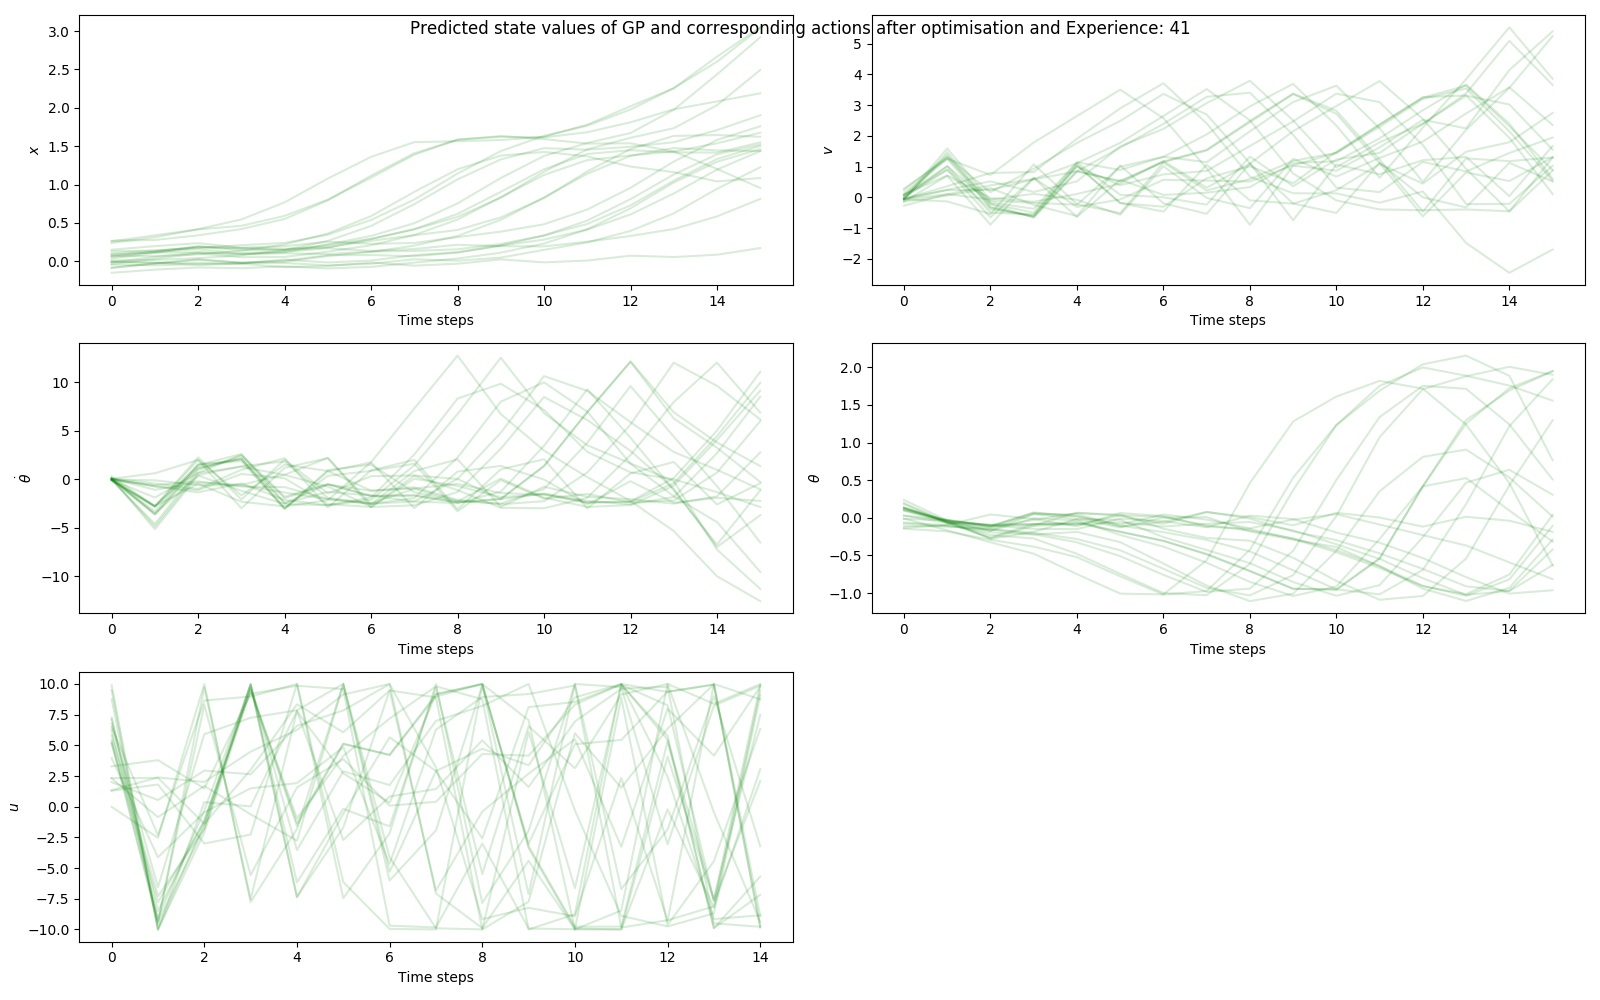 Predicted state values of GP and corresponding actions after optimisation and Experience: 41
3.0
2.5
2.0
1.5
1.0
0.5
0.0
x
0 2 4 6 8 10 12 14
Time steps
5
4
3
2
1
0
−1
−2
v
0 2 4 6 8 10 12 14
Time steps
10
5
0
−5
−10
θ̇
0 2 4 6 8 10 12 14
Time steps
2.0
1.5
1.0
0.5
0.0
−0.5
−1.0
θ
0 2 4 6 8 10 12 14
Time steps
10.0
7.5
5.0
2.5
0.0
−2.5
−5.0
−7.5
−10.0
u
0 2 4 6 8 10 12 14
Time steps